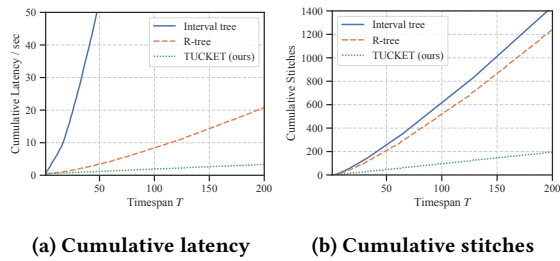 50
40
30
20
10
0
Cumulative Latency / sec
Interval tree
R-tree
TUCKET (ours)
50
100
150
200
Timespan T
(a) Cumulative latency
1400
1200
1000
800
600
400
200
0
Cumulative Stitches
Interval tree
R-tree
TUCKET (ours)
50
100
150
200
Timespan T
(b) Cumulative stitches